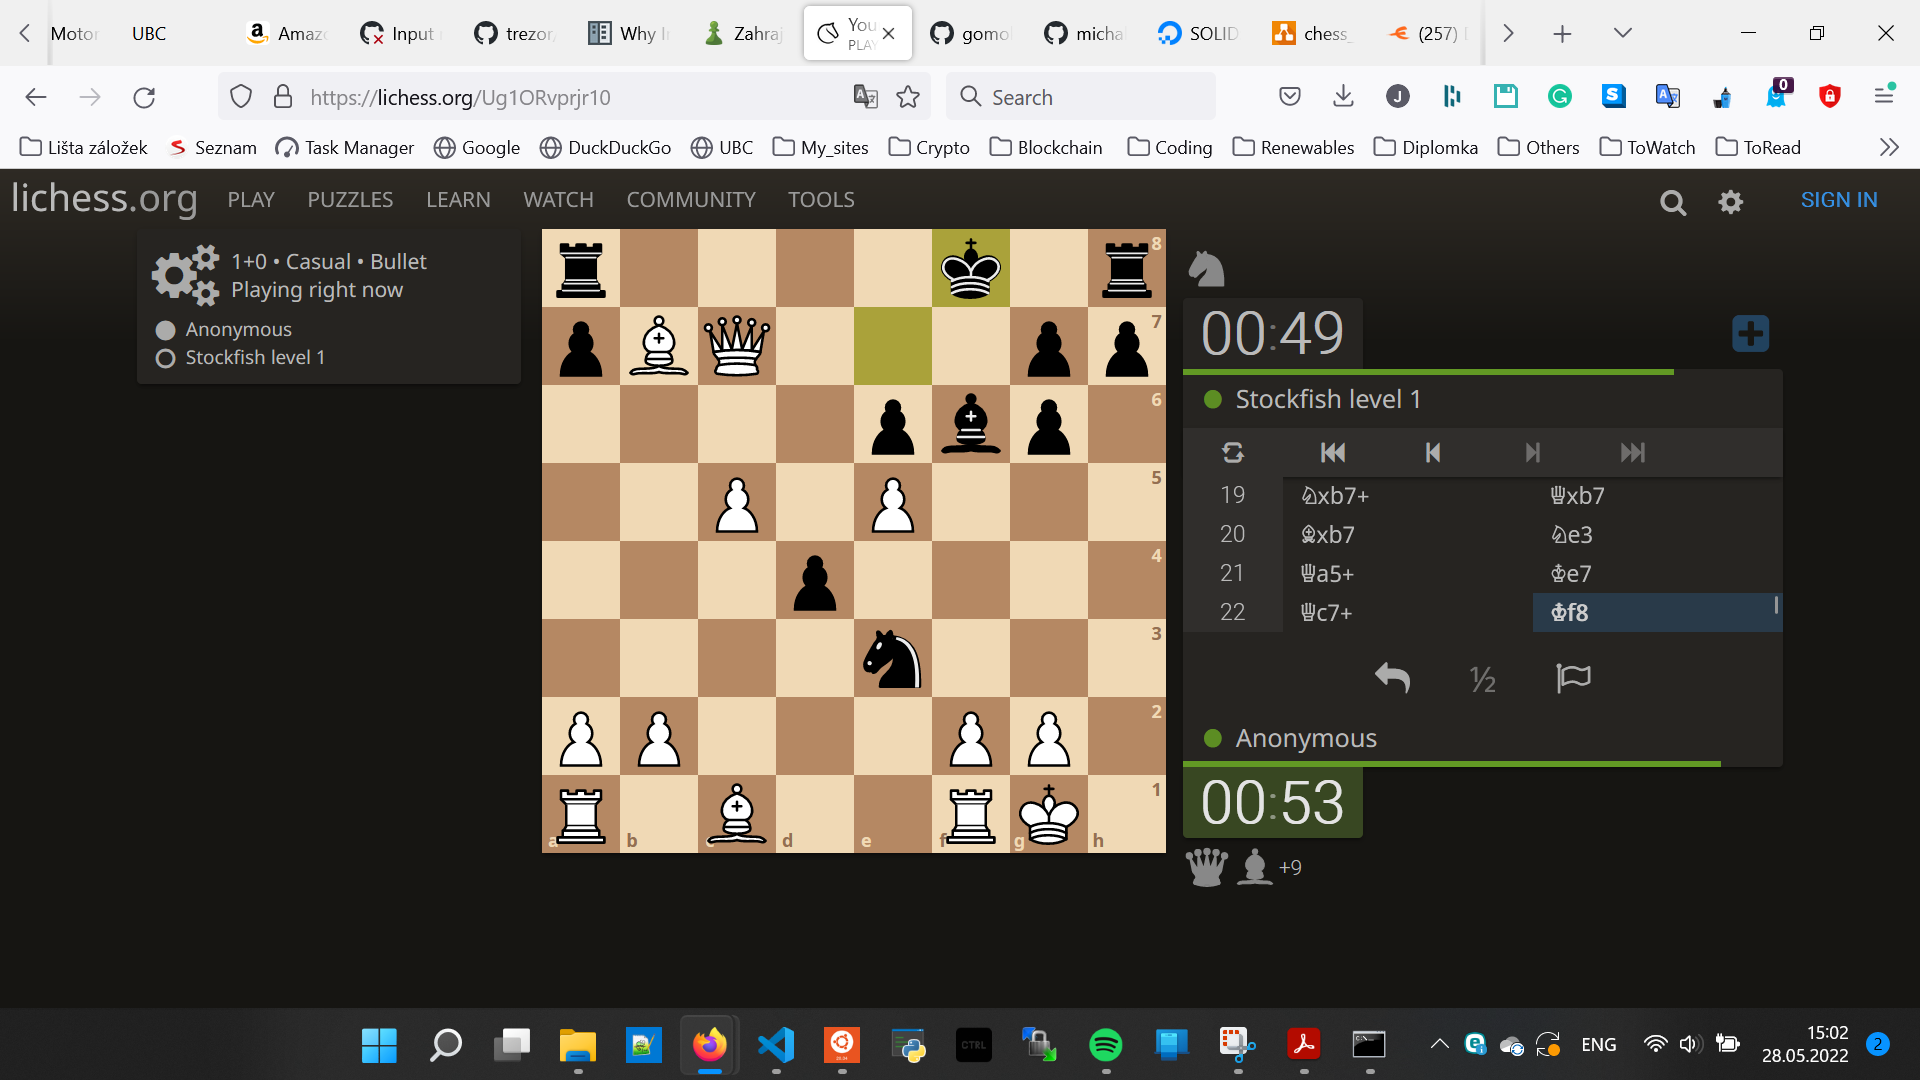 Motor UBC Amaz Input trezor Why I Zahraj You gomo micha SOLID chess_ (257)
PLAY
https://lichess.org/Ug1ORvprjr10 Search 0
Lišta záložek Seznam Task Manager Google DuckDuckGo UBC My_sites Crypto Blockchain Coding Renewables Diplomka Others ToWatch ToRead
lichess.org PLAY PUZZLES LEARN WATCH COMMUNITY TOOLS SIGN IN
1+0 • Casual • Bullet
Playing right now
Anonymous
Stockfish level 1
8
7
6
5
4
3
2
1
a b c d e f g h
00:49
Stockfish level 1
19 ♘xb7+ ♕xb7
20 ♗xb7 ♘e3
21 ♕a5+ ♔e7
22 ♕c7+ ♔f8
½
Anonymous
00:53
+9
CTRL
ENG
15:02
28.05.2022
2